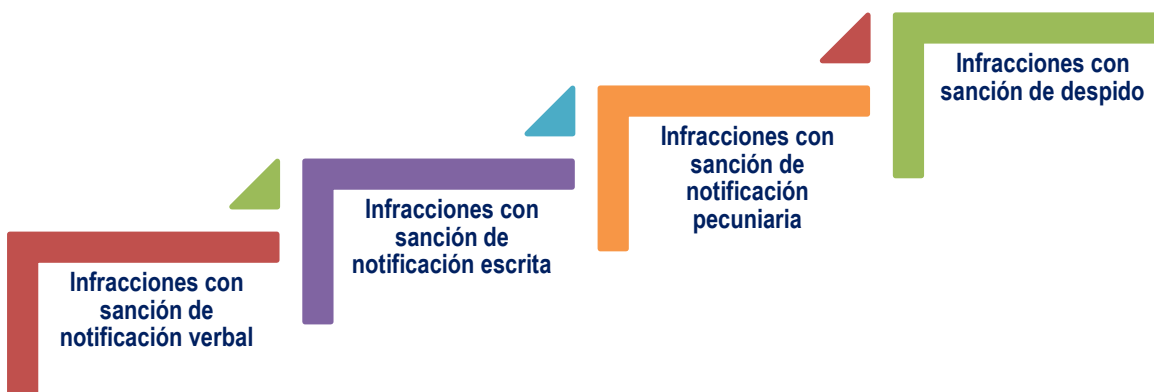 Infracciones con
sanción de
notificación verbal
Infracciones con
sanción de
notificación escrita
Infracciones con
sanción de
notificación
pecuniaria
Infracciones con
sanción de despido